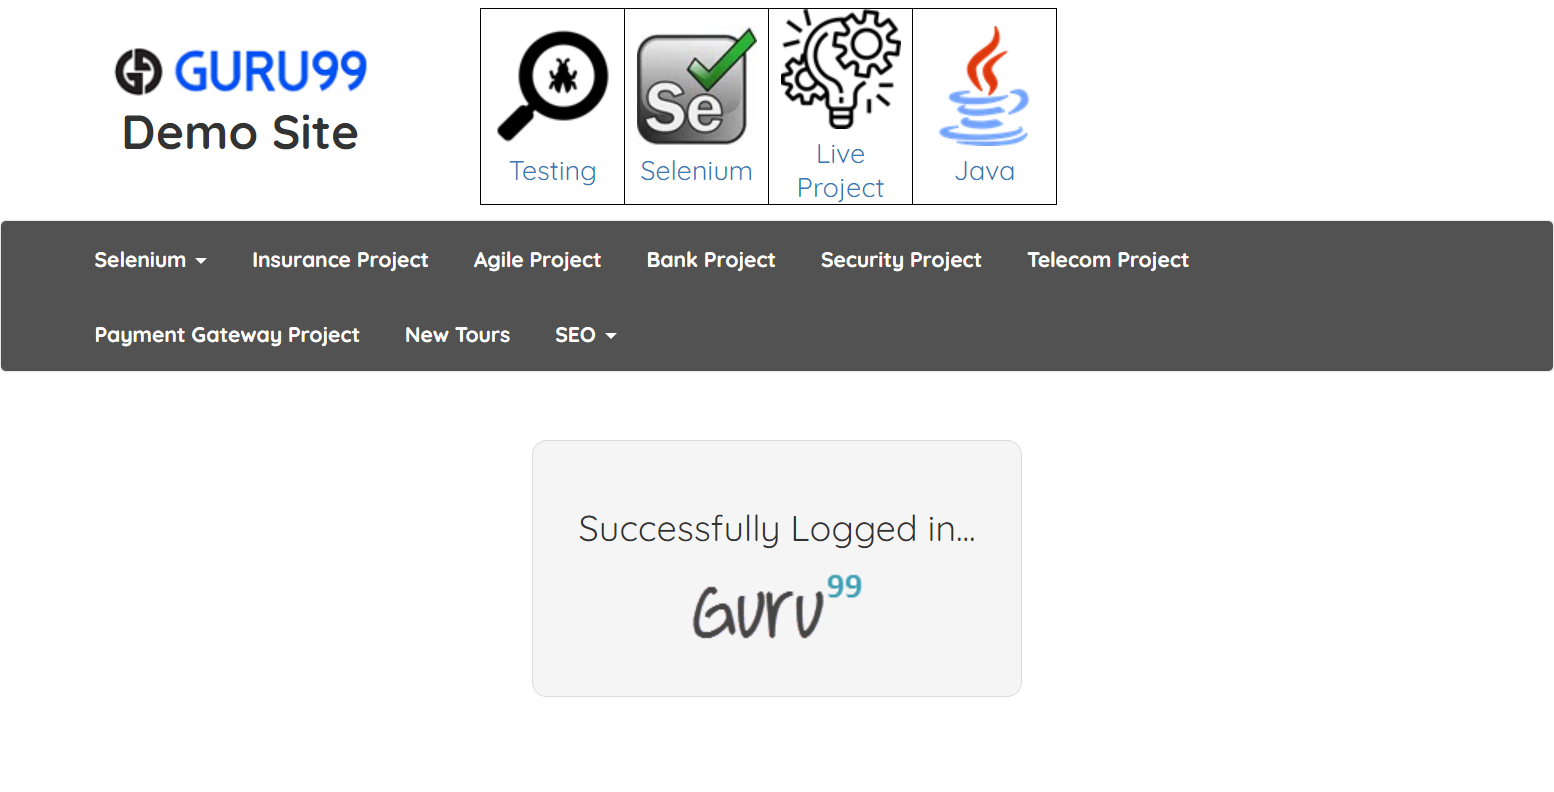 GURU99
Demo Site
Se
Testing
Selenium
Live
Project
Java
Selenium
Insurance Project
Agile Project
Bank Project
Security Project
Telecom Project
Payment Gateway Project
New Tours
SEO
Successfully Logged in...
Guru99